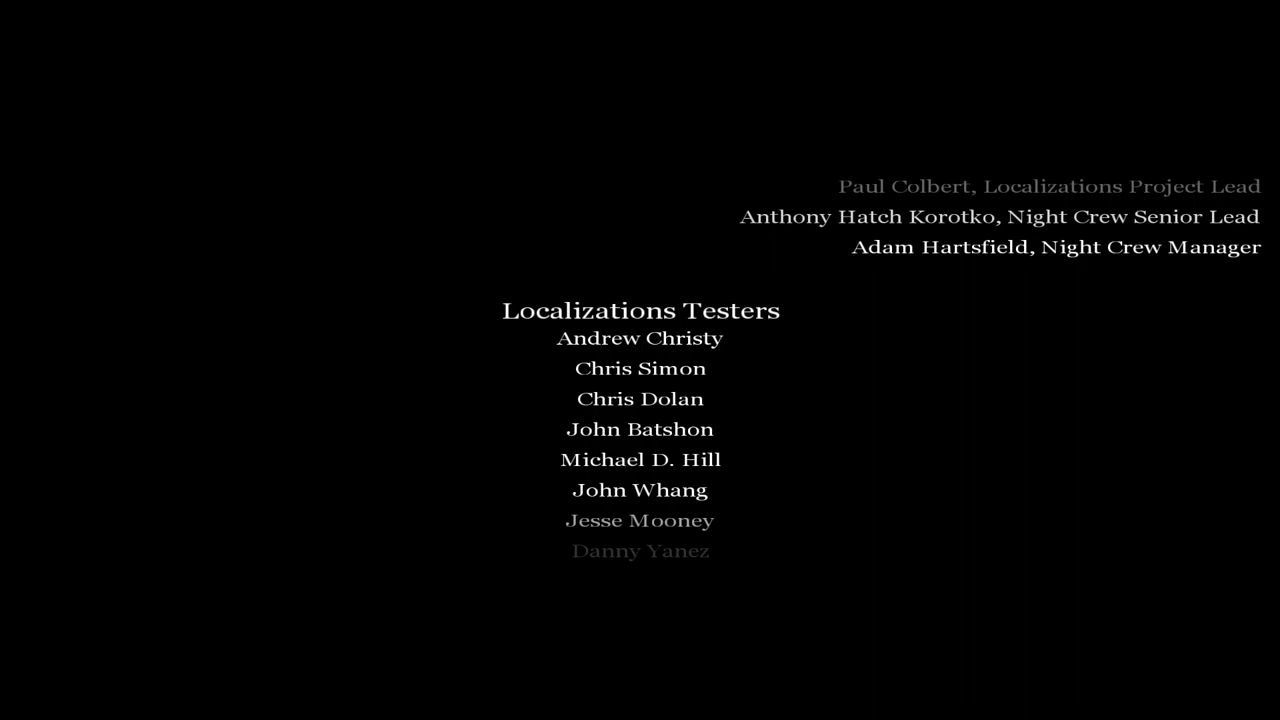 Paul Colbert, Localizations Project Lead
Anthony Hatch Korotko, Night Crew Senior Lead
Adam Hartsfield, Night Crew Manager
Localizations Testers
Andrew Christy
Chris Simon
Chris Dolan
John Batshon
Michael D. Hill
John Whang
Jesse Mooney
Danny Yanez